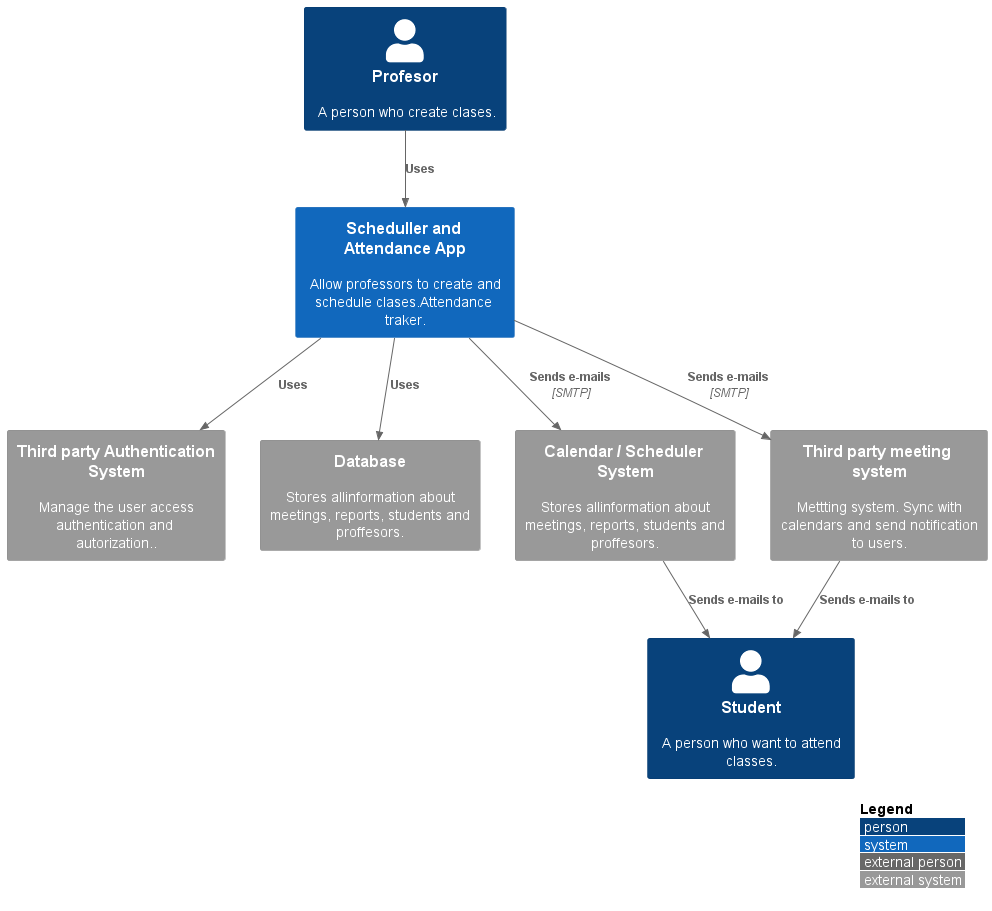 Profesor
A person who create clases.
Uses
Scheduller and
Attendance App
Allow professors to create and
schedule clases.Attendance
traker.
Uses
Uses
Sends e-mails
[SMTP]
Sends e-mails
[SMTP]
Third party Authentication
System
Manage the user access
authentication and
autorization..
Database
Stores allinformation about
meetings, reports, students and
proffesors.
Calendar / Scheduler
System
Stores allinformation about
meetings, reports, students and
proffesors.
Third party meeting
system
Mettting system. Sync with
calendars and send notification
to users.
Sends e-mails to
Sends e-mails to
Student
A person who want to attend
classes.
Legend
person
system
external person
external system